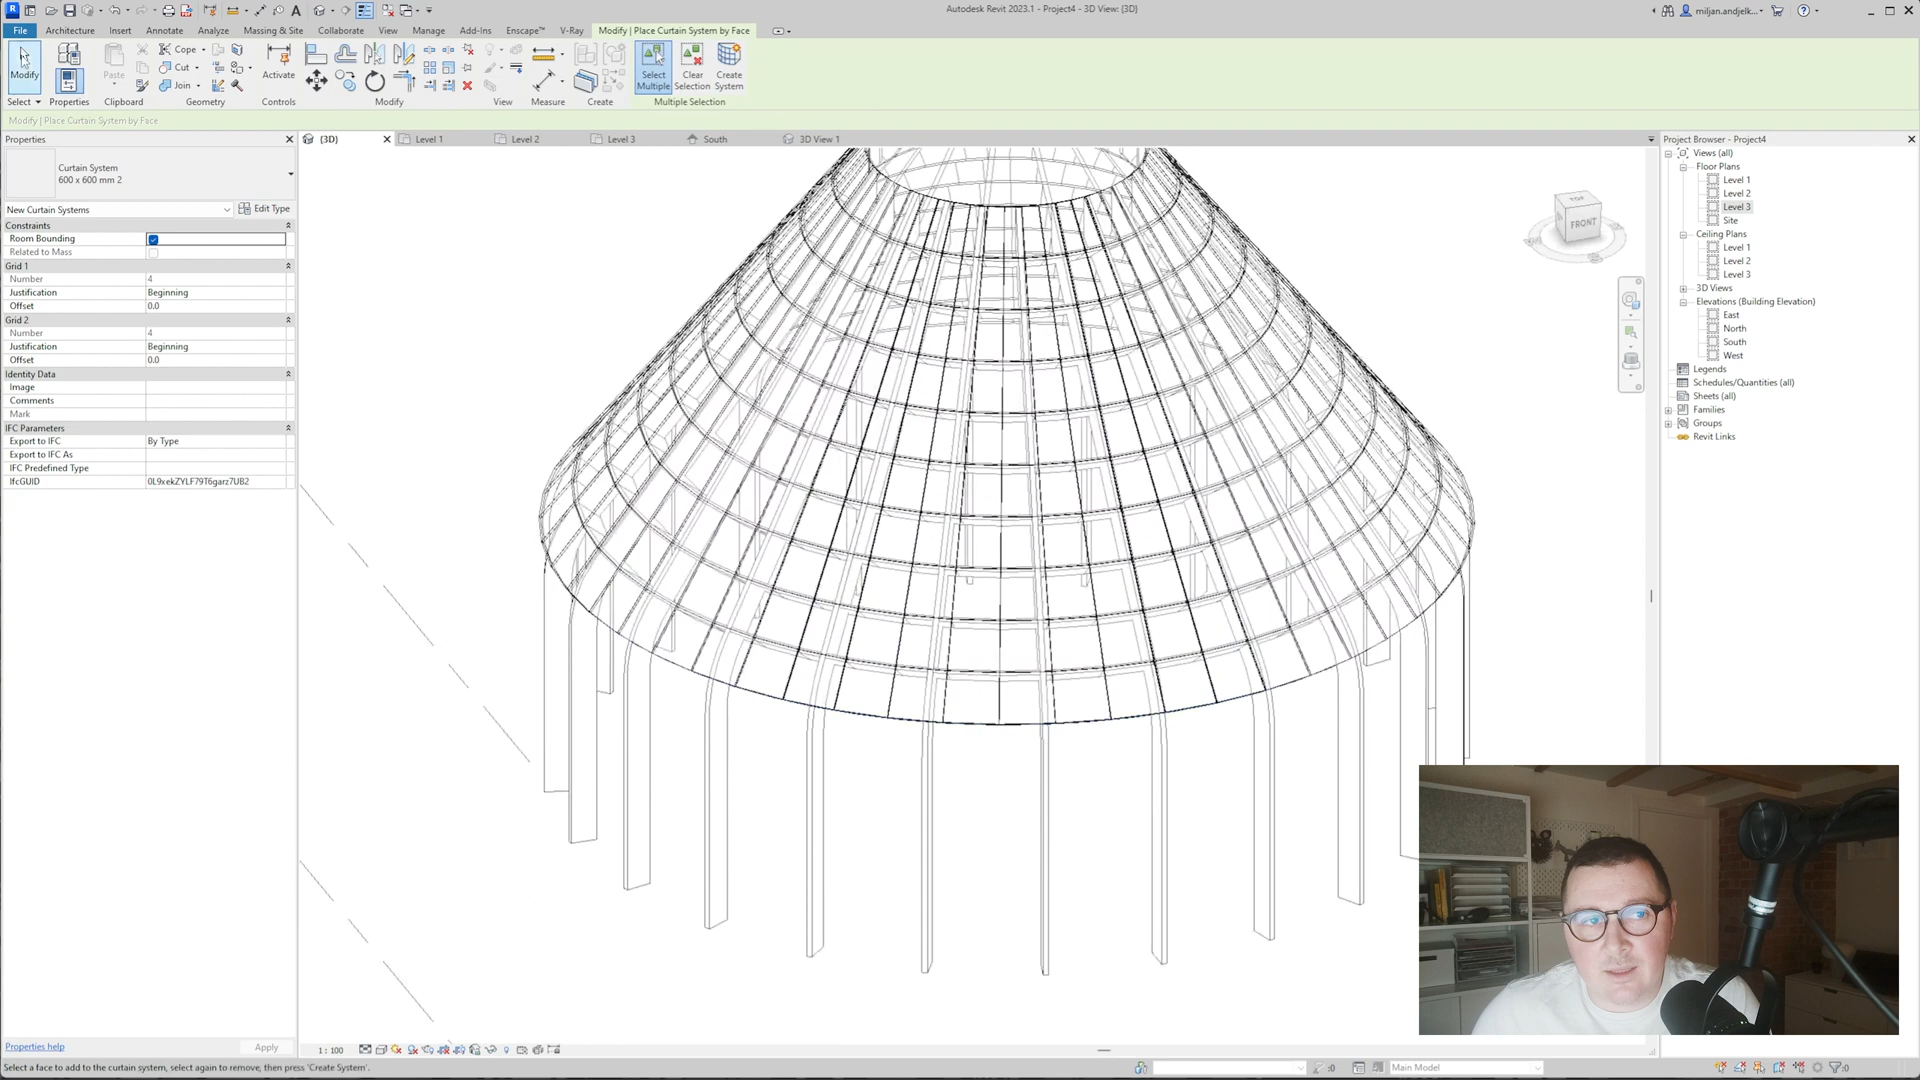 Autodesk Revit 2023.1 - Project4 - 3D View: {3D}
miljan.andjelk...
File
Architecture
Insert
Annotate
Analyze
Massing & Site
Collaborate
View
Manage
Add-Ins
Enscape™
V-Ray
Modify | Place Curtain System by Face
Modify
Select
Properties
Paste
Clipboard
Cope
Cut
Join
Geometry
Activate
Controls
Modify
View
Measure
Create
Select Multiple
Clear Selection
Create System
Multiple Selection
Modify | Place Curtain System by Face
Properties
Curtain System
600 x 600 mm 2
New Curtain Systems
Edit Type
Constraints
Room Bounding
Related to Mass
Grid 1
Number 4
Justification Beginning
Offset 0.0
Grid 2
Number 4
Justification Beginning
Offset 0.0
Identity Data
Image
Comments
Mark
IFC Parameters
Export to IFC By Type
Export to IFC As
IFC Predefined Type
IfcGUID 0L9xekZYLF79T6garz7UB2
Properties help
Apply
{3D}
Level 1
Level 2
Level 3
South
3D View 1
TOP
FRONT
Project Browser - Project4
Views (all)
Floor Plans
Level 1
Level 2
Level 3
Site
Ceiling Plans
Level 1
Level 2
Level 3
3D Views
Elevations (Building Elevation)
East
North
South
West
Legends
Schedules/Quantities (all)
Sheets (all)
Families
Groups
Revit Links
1 : 100
Select a face to add to the curtain system, select again to remove, then press 'Create System'.
:0
Main Model
:0